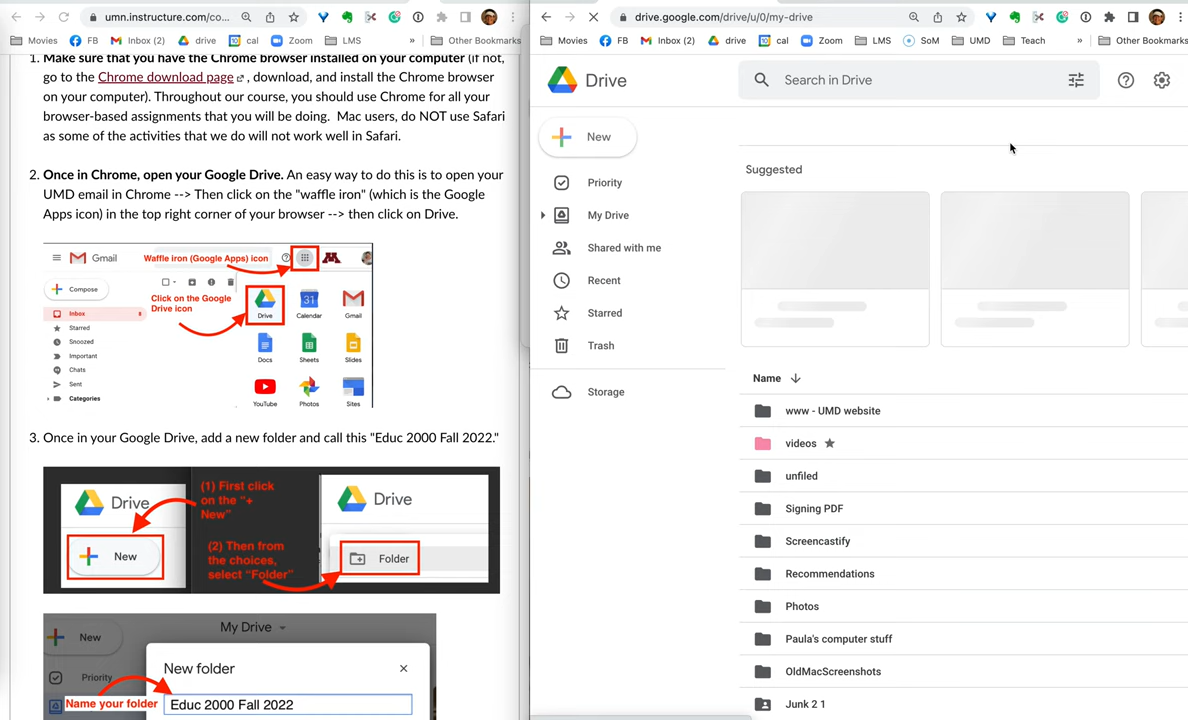 umn.instructure.com/co...
Movies FB Inbox (2) drive cal Zoom LMS » Other Bookmarks
1. Make sure that you have the Chrome browser installed on your computer (if not,
go to the Chrome download page , download, and install the Chrome browser
on your computer). Throughout our course, you should use Chrome for all your
browser-based assignments that you will be doing. Mac users, do NOT use Safari
as some of the activities that we do will not work well in Safari.
2. Once in Chrome, open your Google Drive. An easy way to do this is to open your
UMD email in Chrome --> Then click on the "waffle iron" (which is the Google
Apps icon) in the top right corner of your browser --> then click on Drive.
Gmail
Waffle iron (Google Apps) icon
Compose
Click on the Google
Drive icon
Inbox
Starred
Snoozed
Important
Chats
Sent
Categories
Drive Calendar Gmail
31
Docs Sheets Slides
YouTube Photos Sites
3. Once in your Google Drive, add a new folder and call this "Educ 2000 Fall 2022."
Drive
New
(1) First click
on the "+
New"
(2) Then from
the choices,
select "Folder"
Drive
Folder
My Drive
New
Priority
New folder
Name your folder
Educ 2000 Fall 2022
drive.google.com/drive/u/0/my-drive
Movies FB Inbox (2) drive cal Zoom LMS SoM UMD Teach » Other Bookmarks
Drive
Search in Drive
New
Priority
My Drive
Shared with me
Recent
Starred
Trash
Storage
Suggested
Name
www - UMD website
videos
unfiled
Signing PDF
Screencastify
Recommendations
Photos
Paula's computer stuff
OldMacScreenshots
Junk 2 1